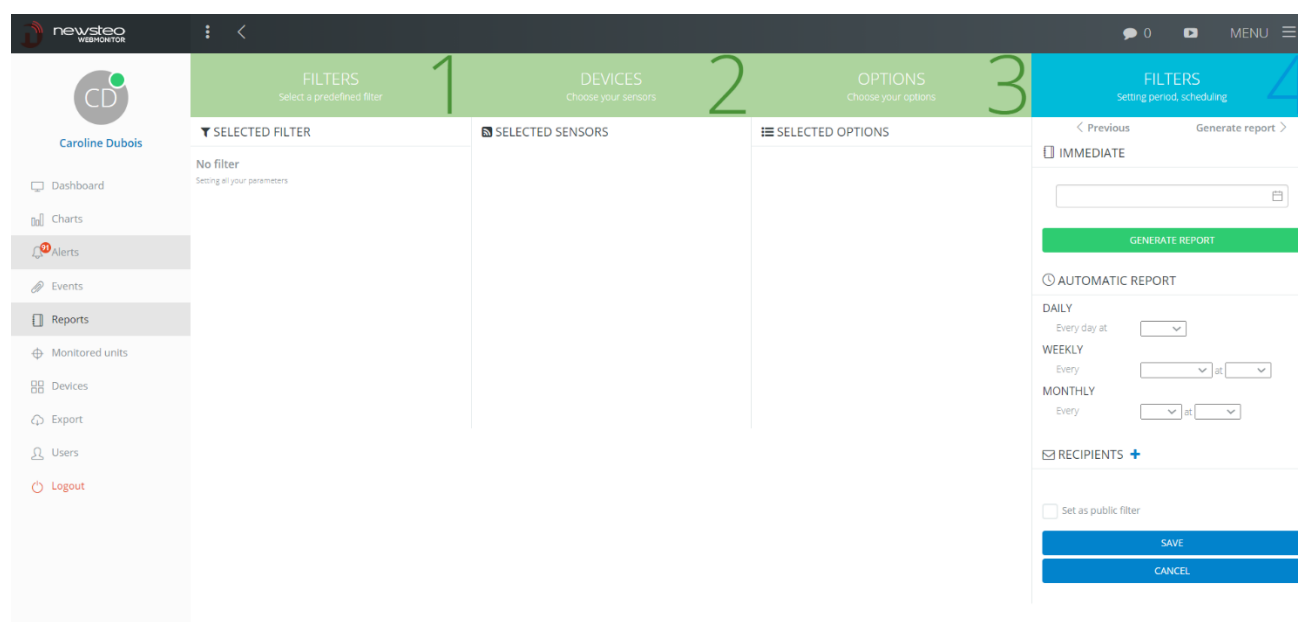 newsteo
WEBMONITOR
0
MENU
CD
Caroline Dubois
Dashboard
Charts
91
Alerts
Events
Reports
Monitored units
Devices
Export
Users
Logout
FILTERS
Select a predefined filter
1
SELECTED FILTER
No filter
Setting all your parameters
DEVICES
Choose your sensors
2
SELECTED SENSORS
OPTIONS
Choose your options
3
SELECTED OPTIONS
FILTERS
Setting period, scheduling
4
< Previous
Generate report >
IMMEDIATE
GENERATE REPORT
AUTOMATIC REPORT
DAILY
Every day at
WEEKLY
Every at
MONTHLY
Every at
RECIPIENTS +
Set as public filter
SAVE
CANCEL